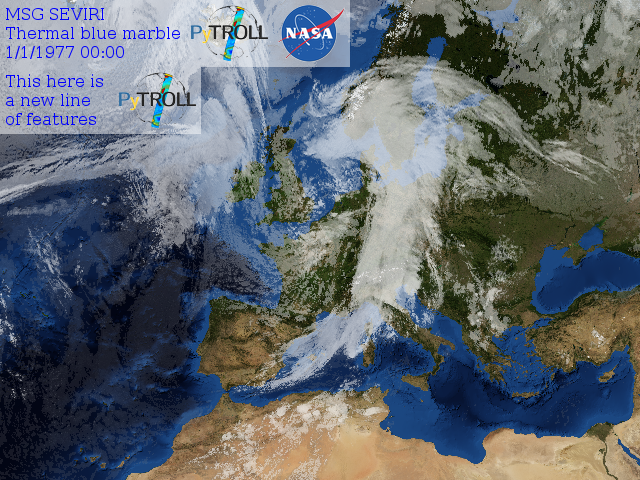 MSG SEVIRI
Thermal blue marble
1/1/1977 00:00
PyTROLL
NASA
This here is
a new line
of features
PyTROLL